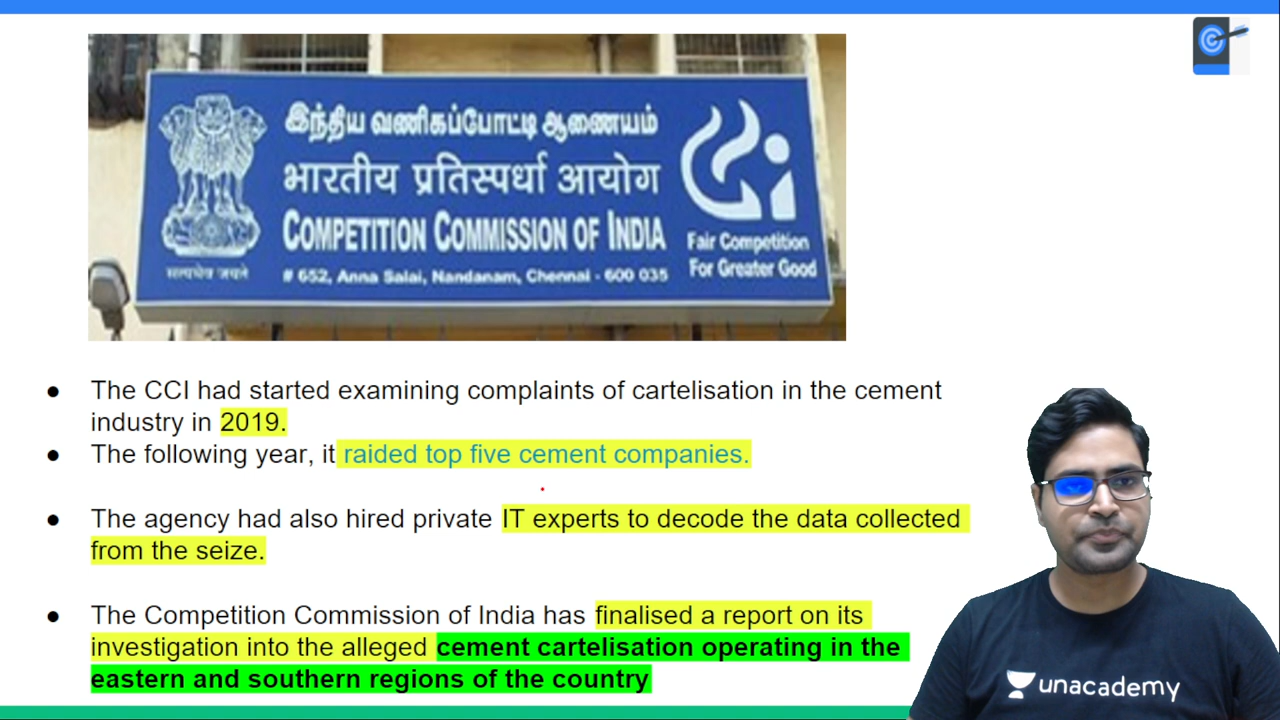 இந்திய வணிகப்போட்டி ஆணையம்
भारतीय प्रतिस्पर्धा आयोग
COMPETITION COMMISSION OF INDIA
# 652, Anna Salai, Nandanam, Chennai - 600 035
सत्यमेव जयते
Fair Competition
For Greater Good
● The CCI had started examining complaints of cartelisation in the cement
industry in 2019.
● The following year, it raided top five cement companies.
● The agency had also hired private IT experts to decode the data collected
from the seize.
● The Competition Commission of India has finalised a report on its
investigation into the alleged cement cartelisation operating in the
eastern and southern regions of the country
unacademy